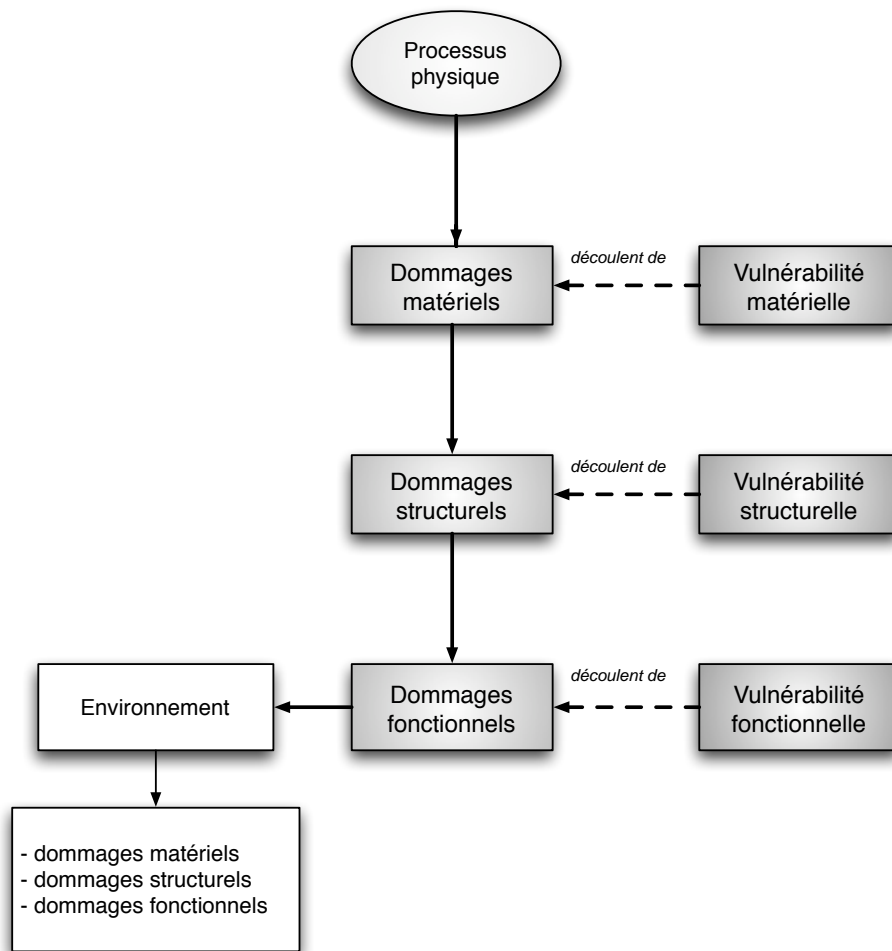 Processus
physique
Dommages
matériels
découlent de
Vulnérabilité
matérielle
Dommages
structurels
découlent de
Vulnérabilité
structurelle
Environnement
Dommages
fonctionnels
découlent de
Vulnérabilité
fonctionnelle
- dommages matériels
- dommages structurels
- dommages fonctionnels